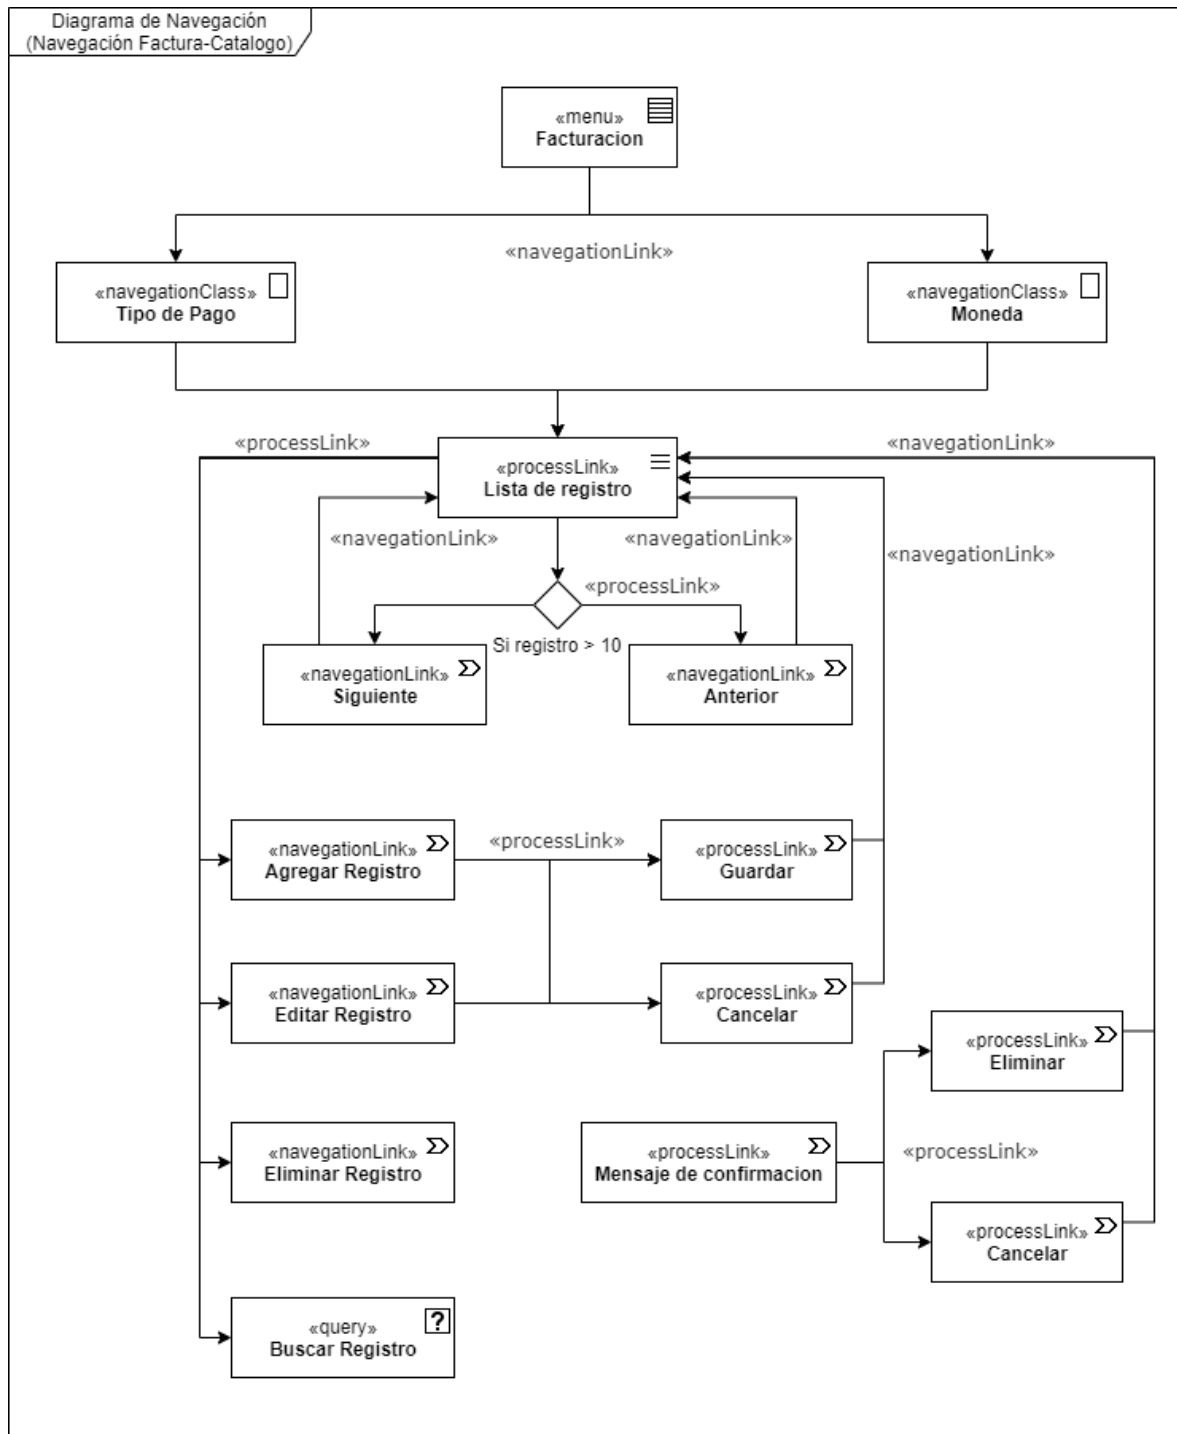 Diagrama de Navegación
(Navegación Factura-Catalogo)
«menu»
Facturacion
«navegationLink»
«navegationClass»
Tipo de Pago
«navegationClass»
Moneda
«processLink»
«navegationLink»
«processLink»
Lista de registro
«navegationLink»
«navegationLink»
«navegationLink»
«processLink»
Si registro > 10
«navegationLink»
Siguiente
«navegationLink»
Anterior
«navegationLink»
Agregar Registro
«processLink»
«processLink»
Guardar
«navegationLink»
Editar Registro
«processLink»
Cancelar
«processLink»
Eliminar
«navegationLink»
Eliminar Registro
«processLink»
Mensaje de confirmacion
«processLink»
«processLink»
Cancelar
«query»
?
Buscar Registro